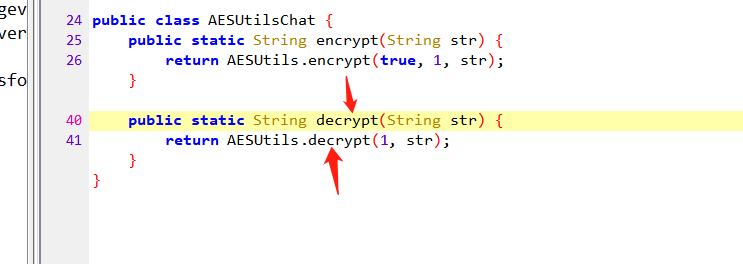 gev
ver
sfo
24 public class AESUtilsChat {
25 public static String encrypt(String str) {
26 return AESUtils.encrypt(true, 1, str);
}
40 public static String decrypt(String str) {
41 return AESUtils.decrypt(1, str);
}
}